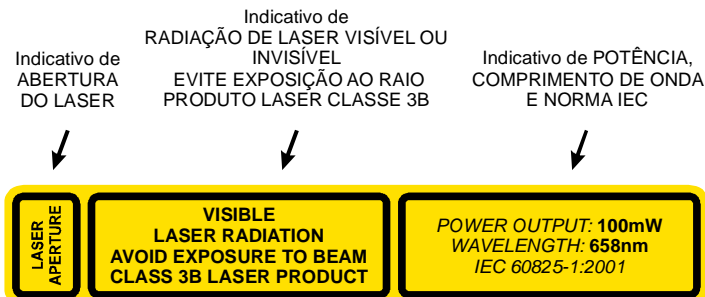 Indicativo de
ABERTURA
DO LASER
Indicativo de
RADIAÇÃO DE LASER VISÍVEL OU
INVISÍVEL
EVITE EXPOSIÇÃO AO RAIO
PRODUTO LASER CLASSE 3B
Indicativo de POTÊNCIA,
COMPRIMENTO DE ONDA
E NORMA IEC
LASER
APERTURE
VISIBLE
LASER RADIATION
AVOID EXPOSURE TO BEAM
CLASS 3B LASER PRODUCT
POWER OUTPUT: 100mW
WAVELENGTH: 658nm
IEC 60825-1:2001